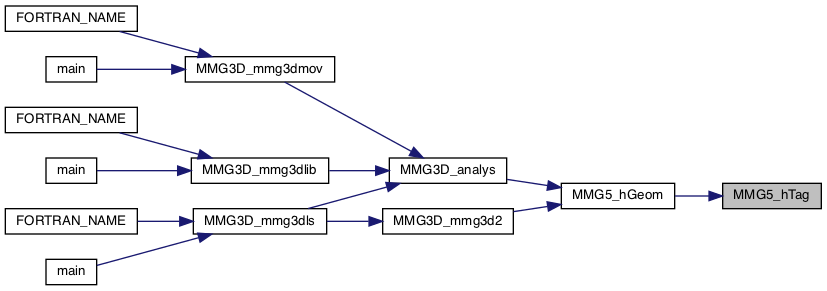 FORTRAN_NAME
main
MMG3D_mmg3dmov
FORTRAN_NAME
main
MMG3D_mmg3dlib
MMG3D_analys
MMG5_hGeom
MMG5_hTag
FORTRAN_NAME
MMG3D_mmg3dls
MMG3D_mmg3d2
main